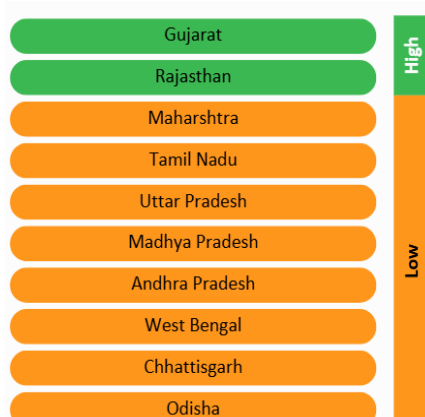 Gujarat
High
Rajasthan
Maharshtra
Tamil Nadu
Uttar Pradesh
Madhya Pradesh
Low
Andhra Pradesh
West Bengal
Chhattisgarh
Odisha